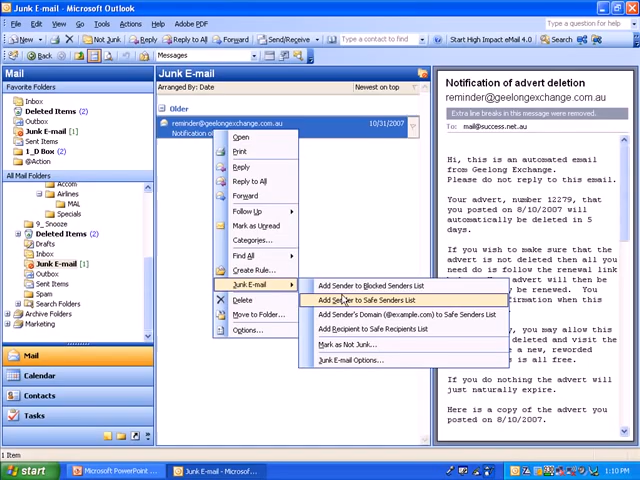 Junk E-mail - Microsoft Outlook
File Edit View Go Tools Actions Help Adobe PDF
Type a question for help
New Not Junk Reply Reply to All Forward Send/Receive Type a contact to find Start High Impact eMail 4.0 Search
Back Messages
Mail
Favorite Folders
Inbox
Deleted Items (2)
Outbox
Junk E-mail [1]
Sent Items
1_D Box (3)
@Action
All Mail Folders
Accom
Airlines
MAL
Specials
9_ Snooze
Deleted Items (2)
Drafts
Inbox
Junk E-mail [1]
Outbox
Sent Items
Spam
Search Folders
Archive
Marketing
Mail
Calendar
Contacts
Tasks
Junk E-mail
Arranged By: Date Newest on top
Older
reminder@geelongexchange.com.au 10/31/2007
Notification o
Open
Print
Reply
Reply to All
Forward
Follow Up
Mark as Unread
Categories...
Find All
Create Rule...
Junk E-mail
Delete
Move to Folder...
Options...
Add Sender to Blocked Senders List
Add Sender to Safe Senders List
Add Sender's Domain (@example.com) to Safe Senders List
Add Recipient to Safe Recipients List
Mark as Not Junk...
Junk E-mail Options...
Notification of advert deletion
reminder@geelongexchange.com.au
Extra line breaks in this message were removed.
To: mail@success.net.au
Hi, this is an automated email
from Geelong Exchange.
Please do not reply to this email.
Your advert, number 12279, that
you posted on 8/10/2007 will
automatically be deleted in 5
days.
If you wish to make sure that the
advert is not deleted then all
you need do is follow the renewal
link
renewed.
irmation when this
you may allow this
deleted and visit the
a new, reworded
is is all free.
If you do nothing the advert will
just naturally expire.
Here is a copy of the advert you
posted on 8/10/2007.
1 Item
start Microsoft PowerPoint ... Junk E-mail - Microsof... 1:10 PM